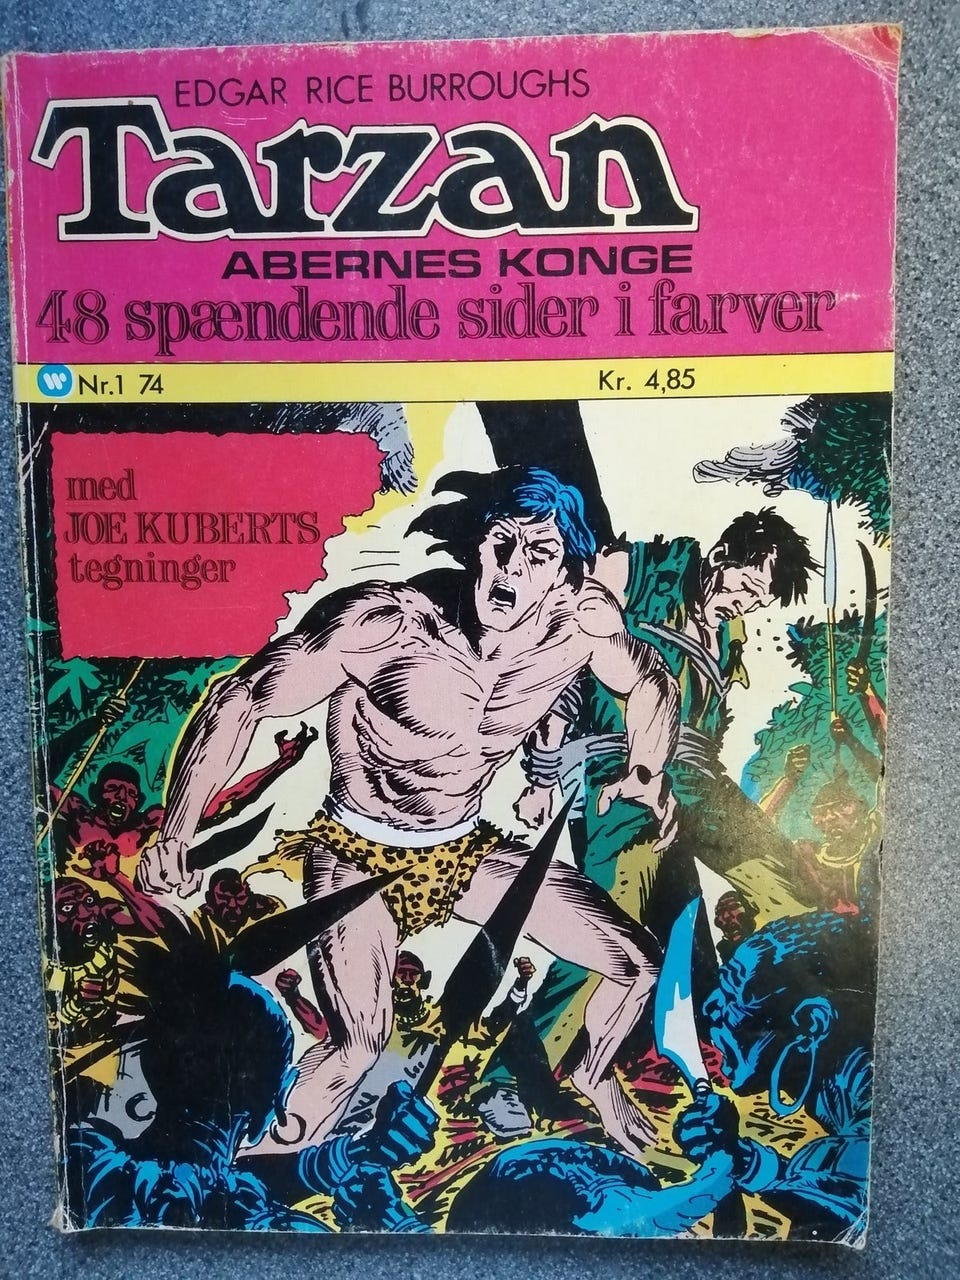 EDGAR RICE BURROUGHS
Tarzan
ABERNES KONGE
48 spændende sider i farver
W Nr.1 74 Kr. 4,85
med
JOE KUBERTS
tegninger